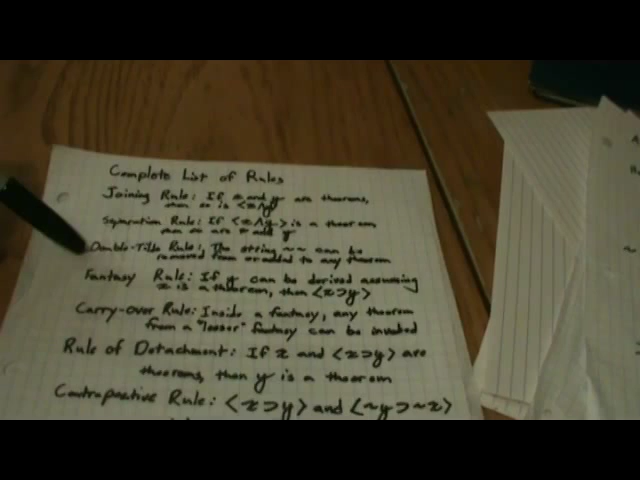 Complete List of Rules
Joining Rule: If x and y are theorems,
then so is <x∧y>
Separation Rule: If <x∧y> is a theorem
then so are x and y
Double-Tilde Rule: The string ~~ can be
removed from or added to any theorem
Fantasy Rule: If y can be derived assuming
x is a theorem, then <x⊃y>
Carry-over Rule: Inside a fantasy, any theorem
from a "lesser" fantasy can be invoked
Rule of Detachment: If x and <x⊃y> are
theorems, then y is a theorem
Contrapositive Rule: <x⊃y> and <~y⊃~x>